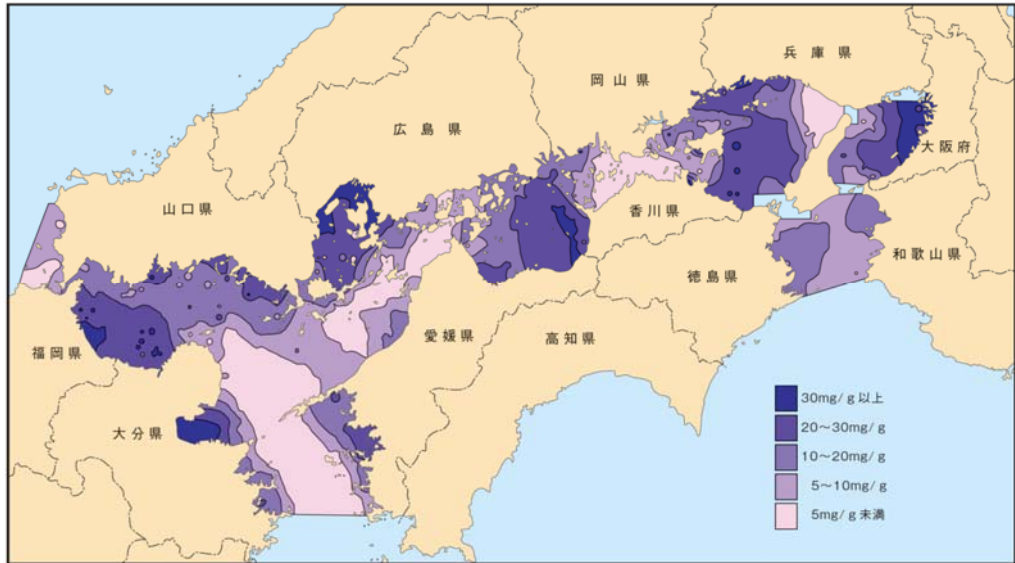 兵庫県
岡山県
広島県
大阪府
山口県
香川県
和歌山県
徳島県
愛媛県
高知県
福岡県
大分県
30mg/g以上
20～30mg/g
10～20mg/g
5～10mg/g
5mg/g未満